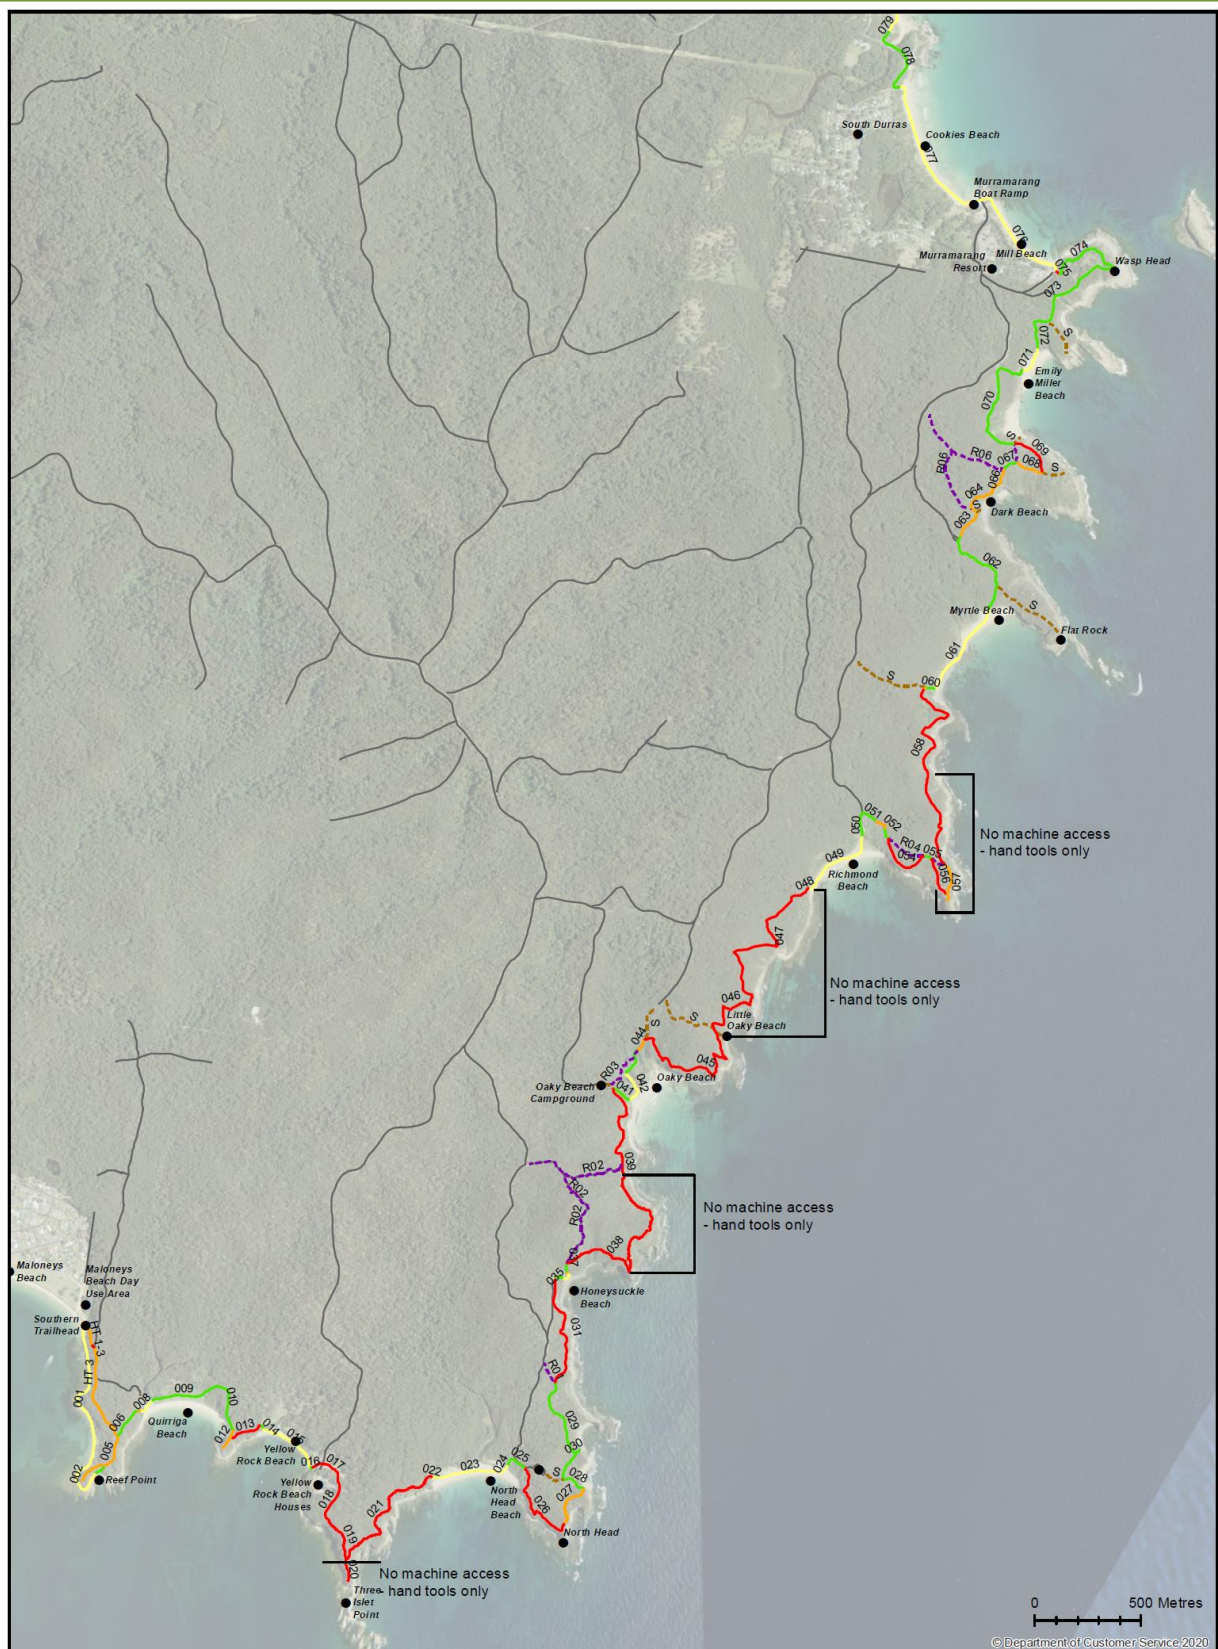 079
078
South Durras
Cookies Beach
077
Murramarang
Boat Ramp
076
Mill Beach
074
Murramarang
Resort
075
Wasp Head
073
S
072
071
Emily
Miller
Beach
070
S
069
R06
067
068
S
R06
066
064
S
Dark Beach
063
062
S
Myrtle Beach
Flat Rock
061
S
060
058
No machine access
- hand tools only
051
052
050
R04
055
054
049
Richmond
Beach
056
057
048
047
No machine access
- hand tools only
046
Little
Oaky Beach
S
S
044
045
R03
Oaky Beach
Campground
041
042
Oaky Beach
039
R02
R02
R02
No machine access
- hand tools only
038
037
035
Honeysuckle
Beach
031
Maloneys
Beach
Maloneys
Beach Day
Use Area
Southern
Trailhead
HT 1-3
HT 3
001
009
010
008
006
Quirriga
Beach
012
013
014
015
Yellow
Rock Beach
005
002
Reef Point
016
017
Yellow
Rock Beach
Houses
018
019
020
021
022
023
024
025
North
Head
Beach
S
026
027
028
029
030
North Head
No machine access
- hand tools only
Three
Islet
Point
0
500 Metres
© Department of Customer Service 2020